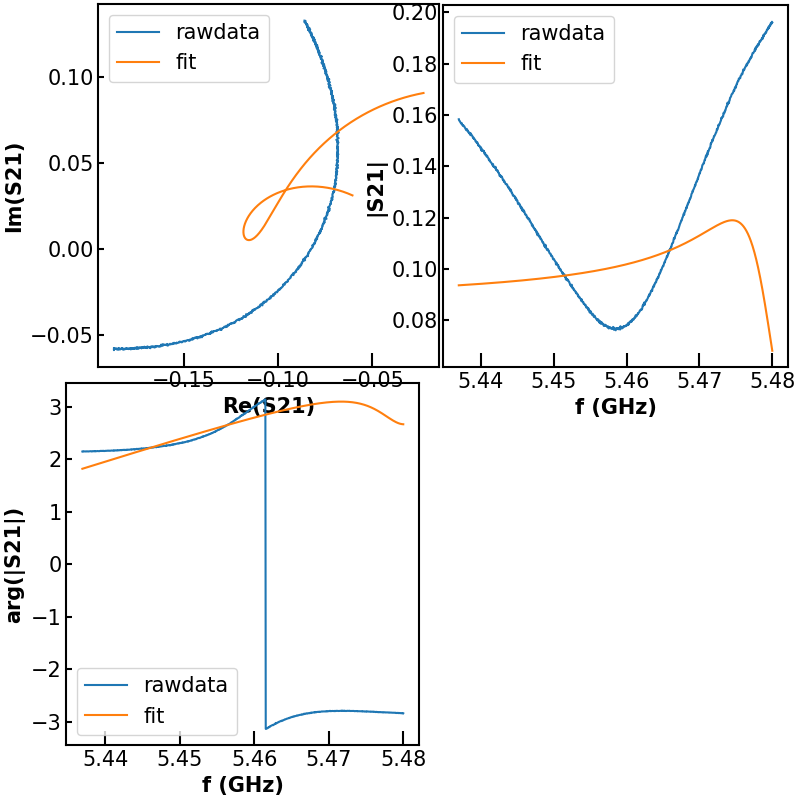 rawdata
fit
Im(S21)
0.10
0.05
0.00
−0.05
−0.15
−0.10
−0.05
Re(S21)
rawdata
fit
|S21|
0.20
0.18
0.16
0.14
0.12
0.10
0.08
5.44
5.45
5.46
5.47
5.48
f (GHz)
arg(|S21|)
3
2
1
0
−1
−2
−3
rawdata
fit
5.44
5.45
5.46
5.47
5.48
f (GHz)